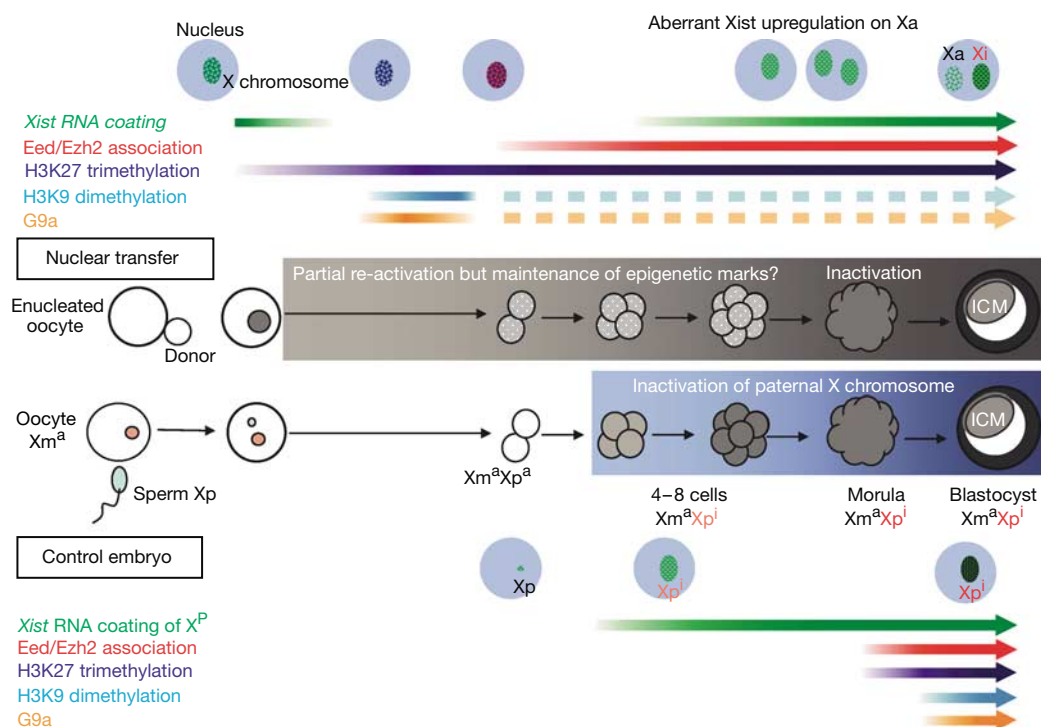 Nucleus
Aberrant Xist upregulation on Xa
X chromosome
Xa
Xi
Xist RNA coating
Eed/Ezh2 association
H3K27 trimethylation
H3K9 dimethylation
G9a
Nuclear transfer
Partial re-activation but maintenance of epigenetic marks?
Inactivation
Enucleated
oocyte
Donor
ICM
Inactivation of paternal X chromosome
Oocyte
Xmᵃ
Sperm Xp
XmᵃXpᵃ
ICM
4–8 cells
XmᵃXpⁱ
Morula
XmᵃXpⁱ
Blastocyst
XmᵃXpⁱ
Control embryo
Xp
Xpⁱ
Xpⁱ
Xist RNA coating of Xᴾ
Eed/Ezh2 association
H3K27 trimethylation
H3K9 dimethylation
G9a